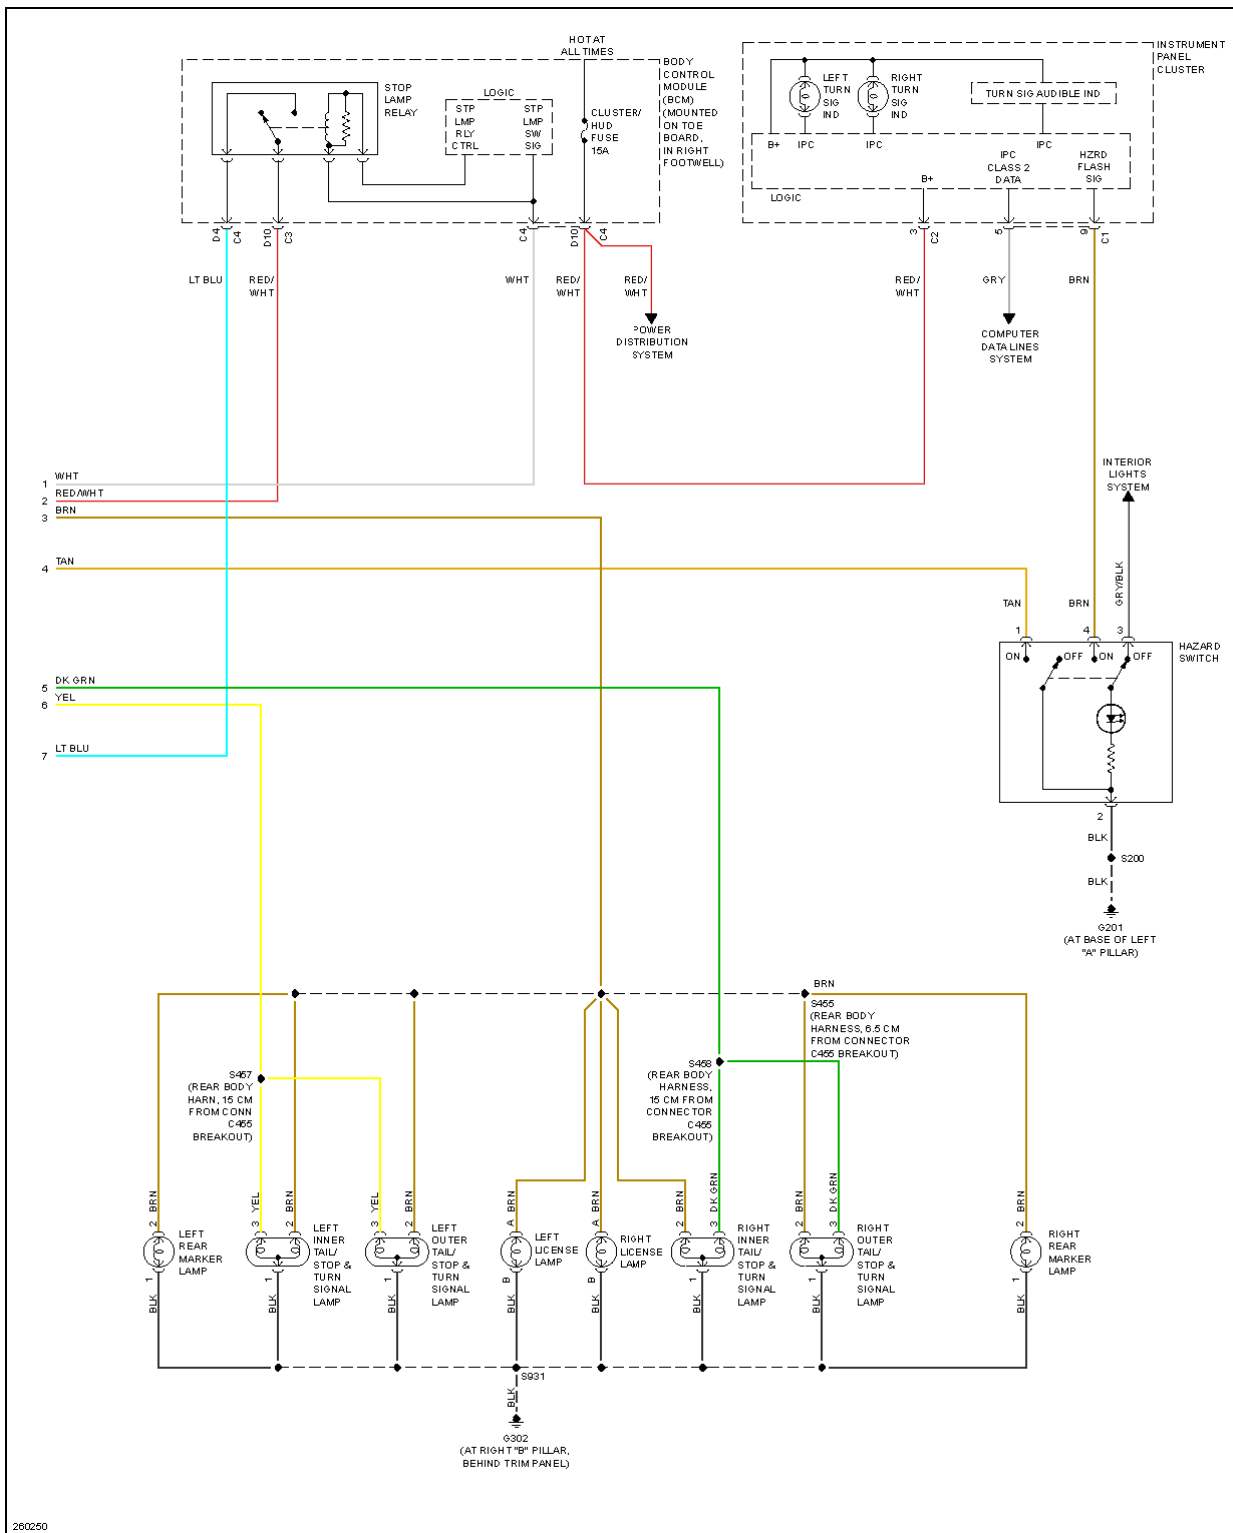 HOT AT
ALL TIMES
BODY
CONTROL
MODULE
(BCM)
(MOUNTED
ON TOE
BOARD,
IN RIGHT
FOOTWELL)
STOP
LAMP
RELAY
LOGIC
STP
LMP
RLY
CTRL
STP
LMP
SW
SIG
CLUSTER/
HUD
FUSE
15A
INSTRUMENT
PANEL
CLUSTER
LEFT
TURN
SIG
IND
RIGHT
TURN
SIG
IND
TURN SIG AUDIBLE IND
B+
IPC
IPC
IPC
B+
IPC
CLASS 2
DATA
HZRD
FLASH
SIG
LOGIC
D4
C4
D10
C3
C4
D10
C4
3
C2
5
9
C1
LT BLU
RED/
WHT
WHT
RED/
WHT
RED/
WHT
RED/
WHT
GRY
BRN
POWER
DISTRIBUTION
SYSTEM
COMPUTER
DATA LINES
SYSTEM
INTERIOR
LIGHTS
SYSTEM
1 WHT
2 RED/WHT
3 BRN
4 TAN
5 DK GRN
6 YEL
7 LT BLU
TAN
BRN
GRY/BLK
1
4
3
HAZARD
SWITCH
ON
OFF
ON
OFF
2
BLK
S200
BLK
G201
(AT BASE OF LEFT
"A" PILLAR)
BRN
S455
(REAR BODY
HARNESS, 6.5 CM
FROM CONNECTOR
C455 BREAKOUT)
S457
(REAR BODY
HARN, 15 CM
FROM CONN
C455
BREAKOUT)
S458
(REAR BODY
HARNESS,
15 CM FROM
CONNECTOR
C455
BREAKOUT)
2 BRN
3 YEL
2 BRN
3 YEL
2 BRN
A BRN
A BRN
2 BRN
3 DK GRN
2 BRN
3 DK GRN
2 BRN
LEFT
REAR
MARKER
LAMP
LEFT
INNER
TAIL/
STOP &
TURN
SIGNAL
LAMP
LEFT
OUTER
TAIL/
STOP &
TURN
SIGNAL
LAMP
LEFT
LICENSE
LAMP
RIGHT
LICENSE
LAMP
RIGHT
INNER
TAIL/
STOP &
TURN
SIGNAL
LAMP
RIGHT
OUTER
TAIL/
STOP &
TURN
SIGNAL
LAMP
RIGHT
REAR
MARKER
LAMP
BLK 1
BLK 1
BLK 1
BLK B
BLK B
BLK 1
BLK 1
BLK 1
S931
BLK
G302
(AT RIGHT "B" PILLAR,
BEHIND TRIM PANEL)
260250